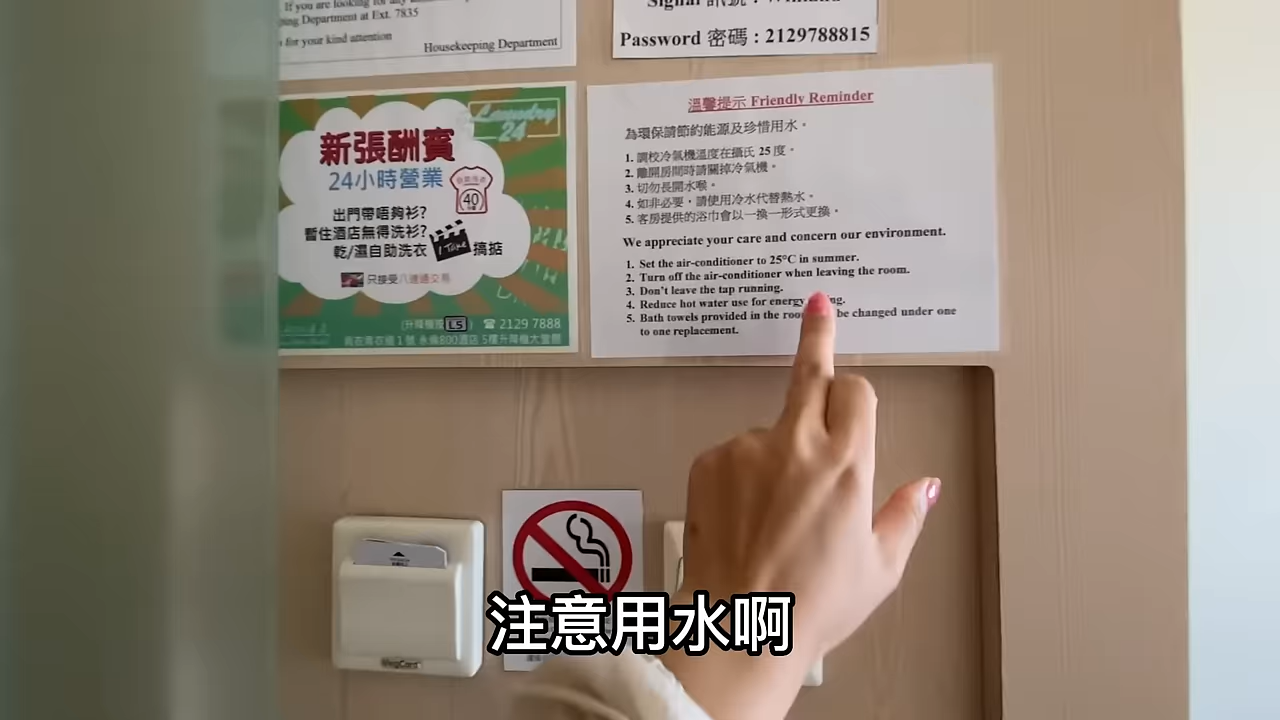 If you are looking for any
ping Department at Ext. 7835
for your kind attention
Housekeeping Department
Signal 訊號 :
Password 密碼 : 2129788815
Laundry
24
新張酬賓
24小時營業
40
出門帶唔夠衫?
暫住酒店無得洗衫?
乾/濕自助洗衣
搞掂
只接受八達通交易
L5
2129 7888
溫馨提示 Friendly Reminder
為環保請節約能源及珍惜用水。
1. 調校冷氣機溫度在攝氏 25 度。
2. 離開房間時請關掉冷氣機。
3. 切勿長開水喉。
4. 如非必要,請使用冷水代替熱水。
5. 客房提供的浴巾會以一換一形式更換。
We appreciate your care and concern our environment.
1. Set the air-conditioner to 25°C in summer.
2. Turn off the air-conditioner when leaving the room.
3. Don't leave the tap running.
4. Reduce hot water use for energy
5. Bath towels provided in the be changed under one
to one replacement.
注意用水啊